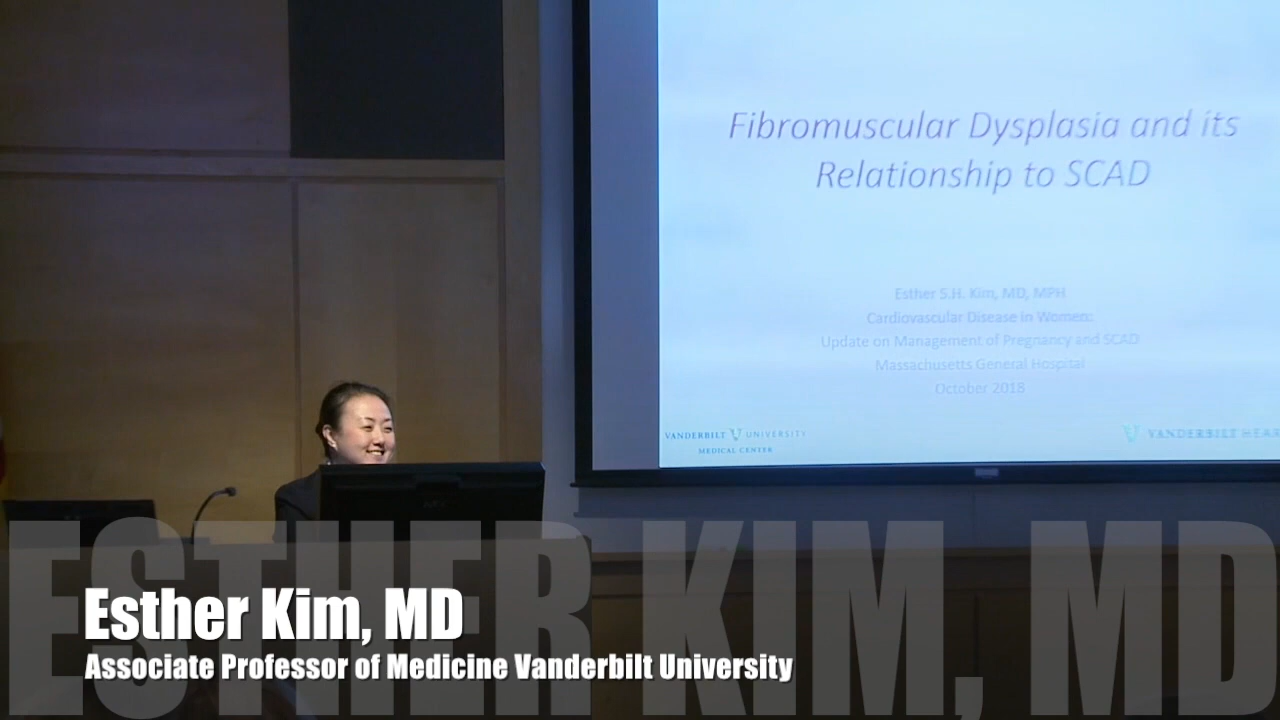 Fibromuscular Dysplasia and its
Relationship to SCAD
Esther S.H. Kim, MD, MPH
Cardiovascular Disease in Women:
Update on Management of Pregnancy and SCAD
Massachusetts General Hospital
October 2018
VANDERBILT UNIVERSITY
MEDICAL CENTER
VANDERBILT HEAR
ESTHER KIM, MD
Esther Kim, MD
Associate Professor of Medicine Vanderbilt University